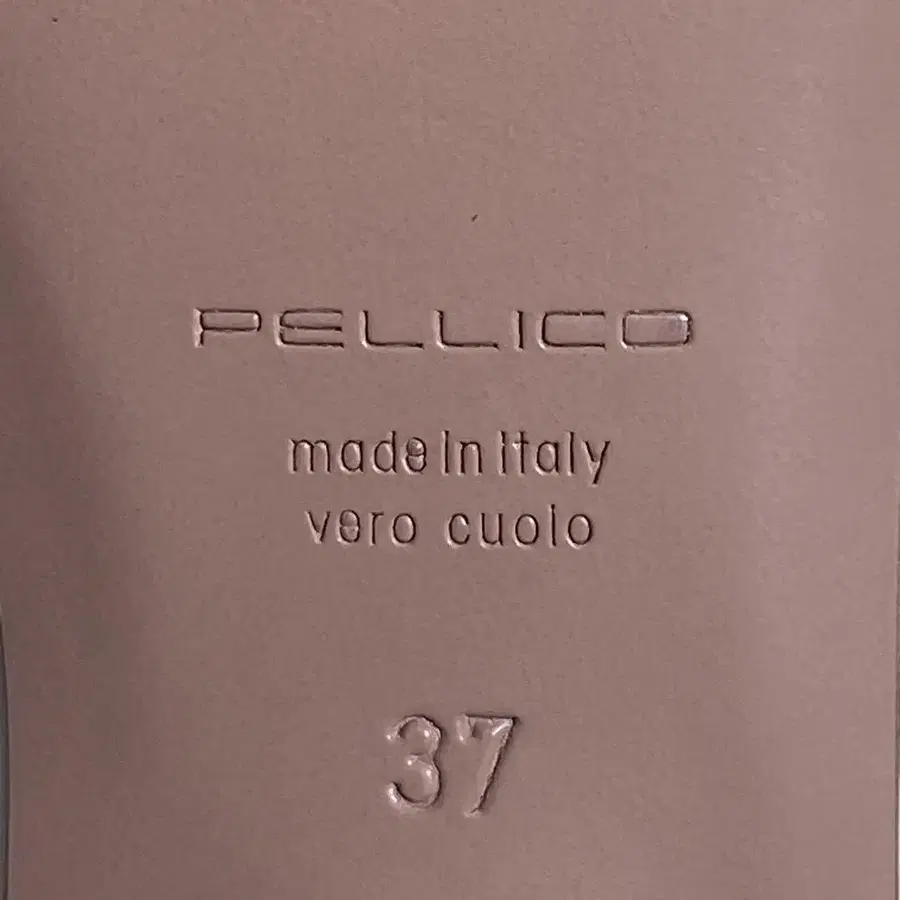 PELLICO
made in italy
vero cuoio
37